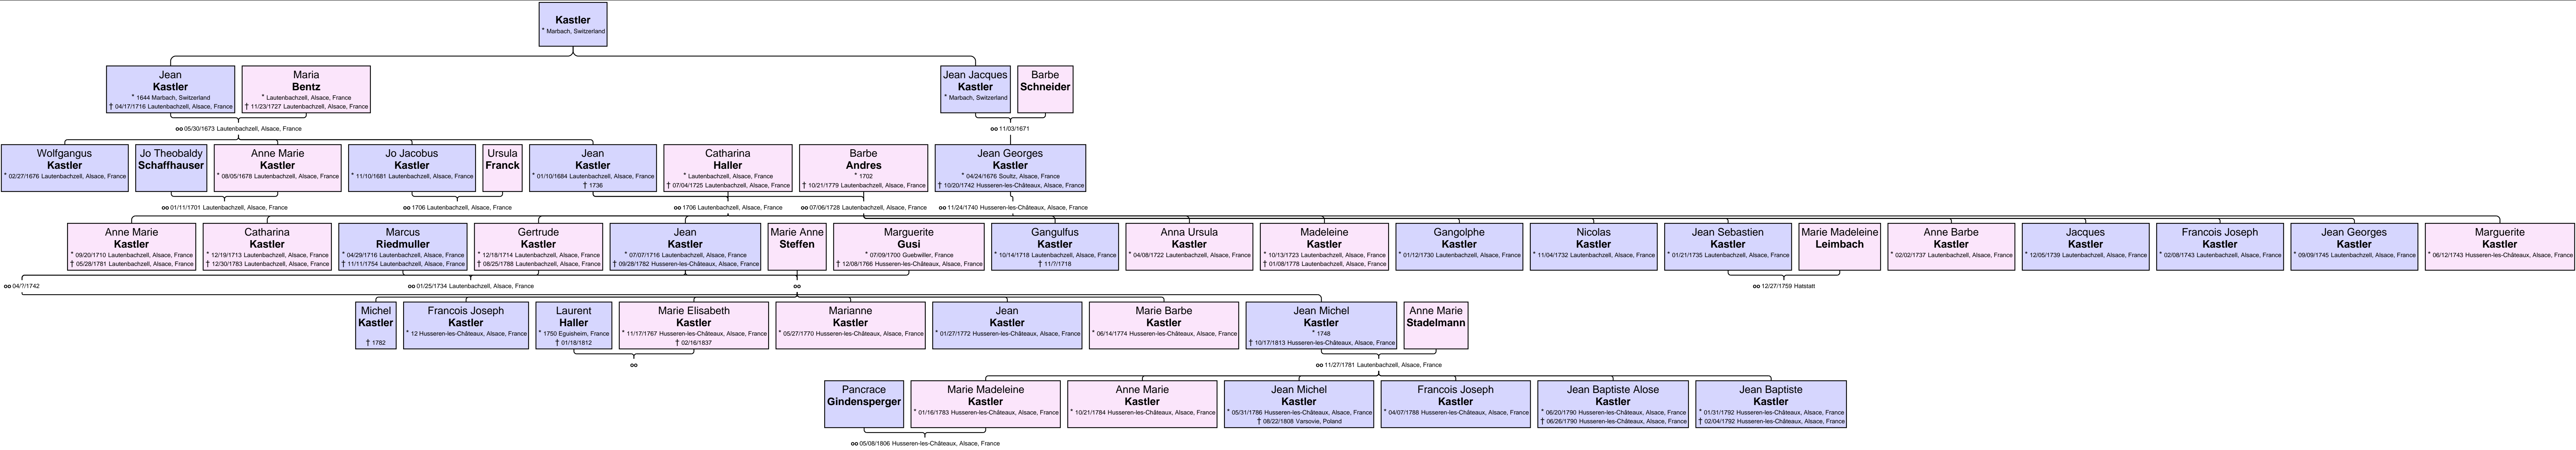 Kastler
* Marbach, Switzerland
Jean
Kastler
* 1644 Marbach, Switzerland
† 04/17/1716 Lautenbachzell, Alsace, France
Maria
Bentz
* Lautenbachzell, Alsace, France
† 11/23/1727 Lautenbachzell, Alsace, France
Jean Jacques
Kastler
* Marbach, Switzerland
Barbe
Schneider
oo 05/30/1673 Lautenbachzell, Alsace, France
oo 11/03/1671
Wolfgangus
Kastler
* 02/27/1676 Lautenbachzell, Alsace, France
Jo Theobaldy
Schaffhauser
Anne Marie
Kastler
* 08/05/1678 Lautenbachzell, Alsace, France
Jo Jacobus
Kastler
* 11/10/1681 Lautenbachzell, Alsace, France
Ursula
Franck
Jean
Kastler
* 01/10/1684 Lautenbachzell, Alsace, France
† 1736
Catharina
Haller
* Lautenbachzell, Alsace, France
† 07/04/1725 Lautenbachzell, Alsace, France
Barbe
Andres
* 1702
† 10/21/1779 Lautenbachzell, Alsace, France
Jean Georges
Kastler
* 04/24/1676 Soultz, Alsace, France
† 10/20/1742 Husseren-les-Châteaux, Alsace, France
oo 01/11/1701 Lautenbachzell, Alsace, France
oo 1706 Lautenbachzell, Alsace, France
oo 1706 Lautenbachzell, Alsace, France
oo 07/06/1728 Lautenbachzell, Alsace, France
oo 11/24/1740 Husseren-les-Châteaux, Alsace, France
Anne Marie
Kastler
* 09/20/1710 Lautenbachzell, Alsace, France
† 05/28/1781 Lautenbachzell, Alsace, France
Catharina
Kastler
* 12/19/1713 Lautenbachzell, Alsace, France
† 12/30/1783 Lautenbachzell, Alsace, France
Marcus
Riedmuller
* 04/29/1716 Lautenbachzell, Alsace, France
† 11/11/1754 Lautenbachzell, Alsace, France
Gertrude
Kastler
* 12/18/1714 Lautenbachzell, Alsace, France
† 08/25/1788 Lautenbachzell, Alsace, France
Jean
Kastler
* 07/07/1716 Lautenbachzell, Alsace, France
† 09/28/1782 Husseren-les-Châteaux, Alsace, France
Marie Anne
Steffen
Marguerite
Gusi
* 07/09/1700 Guebwiller, France
† 12/08/1766 Husseren-les-Châteaux, Alsace, France
Gangulfus
Kastler
* 10/14/1718 Lautenbachzell, Alsace, France
† 11/?/1718
Anna Ursula
Kastler
* 04/08/1722 Lautenbachzell, Alsace, France
Madeleine
Kastler
* 10/13/1723 Lautenbachzell, Alsace, France
† 01/08/1778 Lautenbachzell, Alsace, France
Gangolphe
Kastler
* 01/12/1730 Lautenbachzell, Alsace, France
Nicolas
Kastler
* 11/04/1732 Lautenbachzell, Alsace, France
Jean Sebastien
Kastler
* 01/21/1735 Lautenbachzell, Alsace, France
Marie Madeleine
Leimbach
Anne Barbe
Kastler
* 02/02/1737 Lautenbachzell, Alsace, France
Jacques
Kastler
* 12/05/1739 Lautenbachzell, Alsace, France
Francois Joseph
Kastler
* 02/08/1743 Lautenbachzell, Alsace, France
Jean Georges
Kastler
* 09/09/1745 Lautenbachzell, Alsace, France
Marguerite
Kastler
* 06/12/1743 Husseren-les-Châteaux, Alsace, France
oo 04/?/1742
oo 01/25/1734 Lautenbachzell, Alsace, France
oo
oo 12/27/1759 Hatstatt
Michel
Kastler
† 1782
Francois Joseph
Kastler
* 12 Husseren-les-Châteaux, Alsace, France
Laurent
Haller
* 1750 Eguisheim, France
† 01/18/1812
Marie Elisabeth
Kastler
* 11/17/1767 Husseren-les-Châteaux, Alsace, France
† 02/16/1837
Marianne
Kastler
* 05/27/1770 Husseren-les-Châteaux, Alsace, France
Jean
Kastler
* 01/27/1772 Husseren-les-Châteaux, Alsace, France
Marie Barbe
Kastler
* 06/14/1774 Husseren-les-Châteaux, Alsace, France
Jean Michel
Kastler
* 1748
† 10/17/1813 Husseren-les-Châteaux, Alsace, France
Anne Marie
Stadelmann
oo
oo 11/27/1781 Lautenbachzell, Alsace, France
Pancrace
Gindensperger
Marie Madeleine
Kastler
* 01/16/1783 Husseren-les-Châteaux, Alsace, France
Anne Marie
Kastler
* 10/21/1784 Husseren-les-Châteaux, Alsace, France
Jean Michel
Kastler
* 05/31/1786 Husseren-les-Châteaux, Alsace, France
† 08/22/1808 Varsovie, Poland
Francois Joseph
Kastler
* 04/07/1788 Husseren-les-Châteaux, Alsace, France
Jean Baptiste Alose
Kastler
* 06/20/1790 Husseren-les-Châteaux, Alsace, France
† 06/26/1790 Husseren-les-Châteaux, Alsace, France
Jean Baptiste
Kastler
* 01/31/1792 Husseren-les-Châteaux, Alsace, France
† 02/04/1792 Husseren-les-Châteaux, Alsace, France
oo 05/08/1806 Husseren-les-Châteaux, Alsace, France